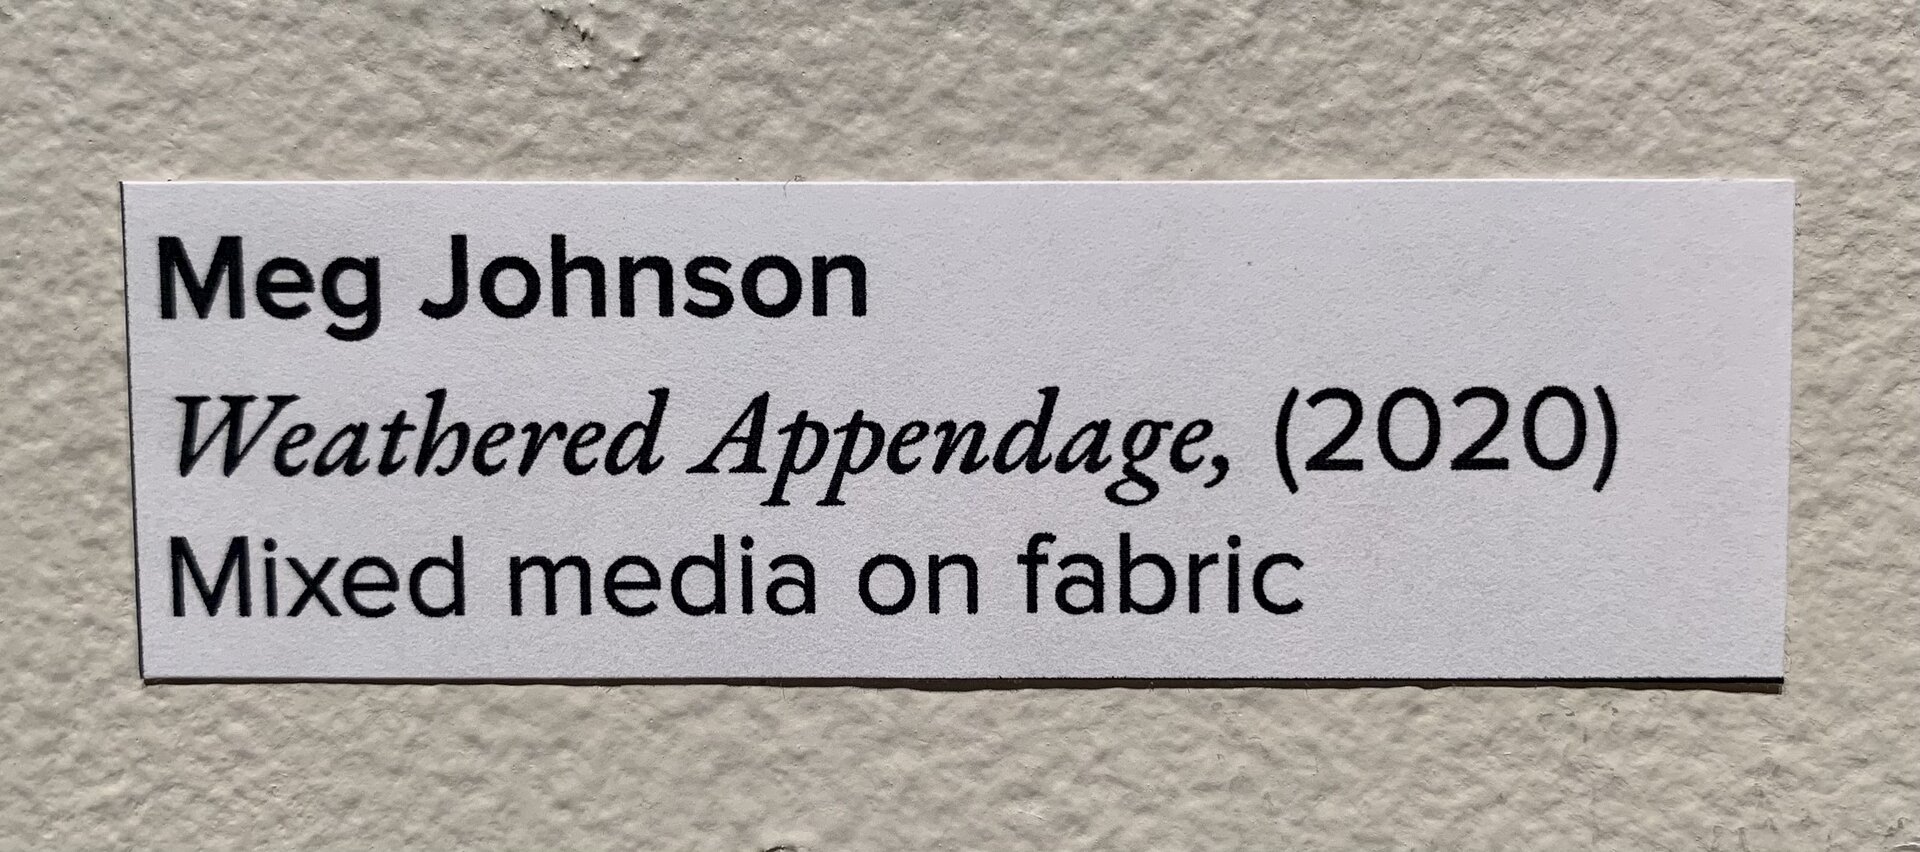 Meg Johnson
Weathered Appendage, (2020)
Mixed media on fabric